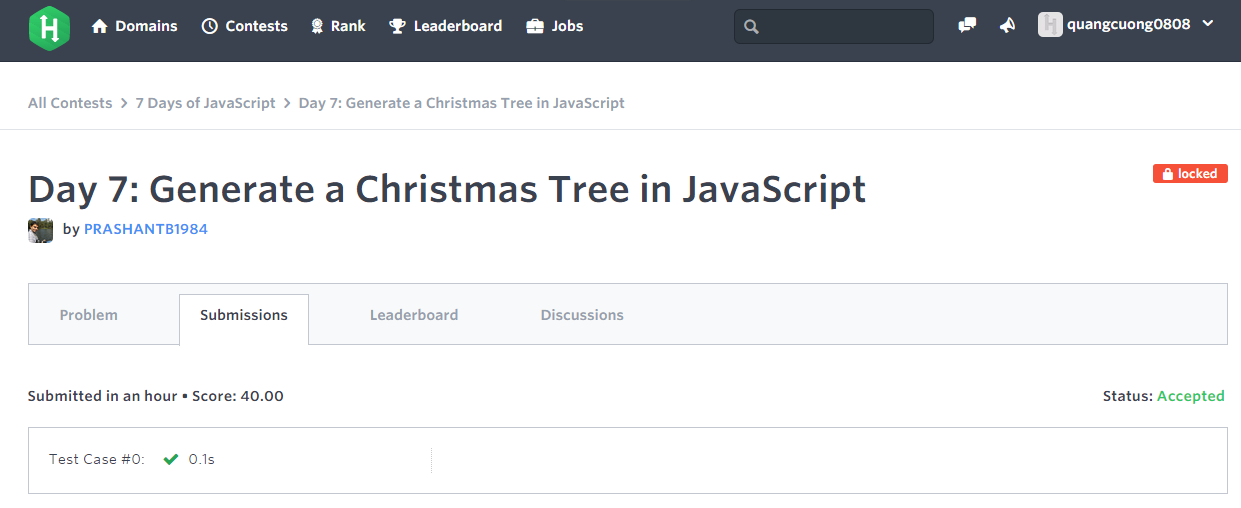 Domains Contests Rank Leaderboard Jobs quangcuong0808
All Contests > 7 Days of JavaScript > Day 7: Generate a Christmas Tree in JavaScript
Day 7: Generate a Christmas Tree in JavaScript
locked
by PRASHANTB1984
Problem Submissions Leaderboard Discussions
Submitted in an hour • Score: 40.00 Status: Accepted
Test Case #0: 0.1s